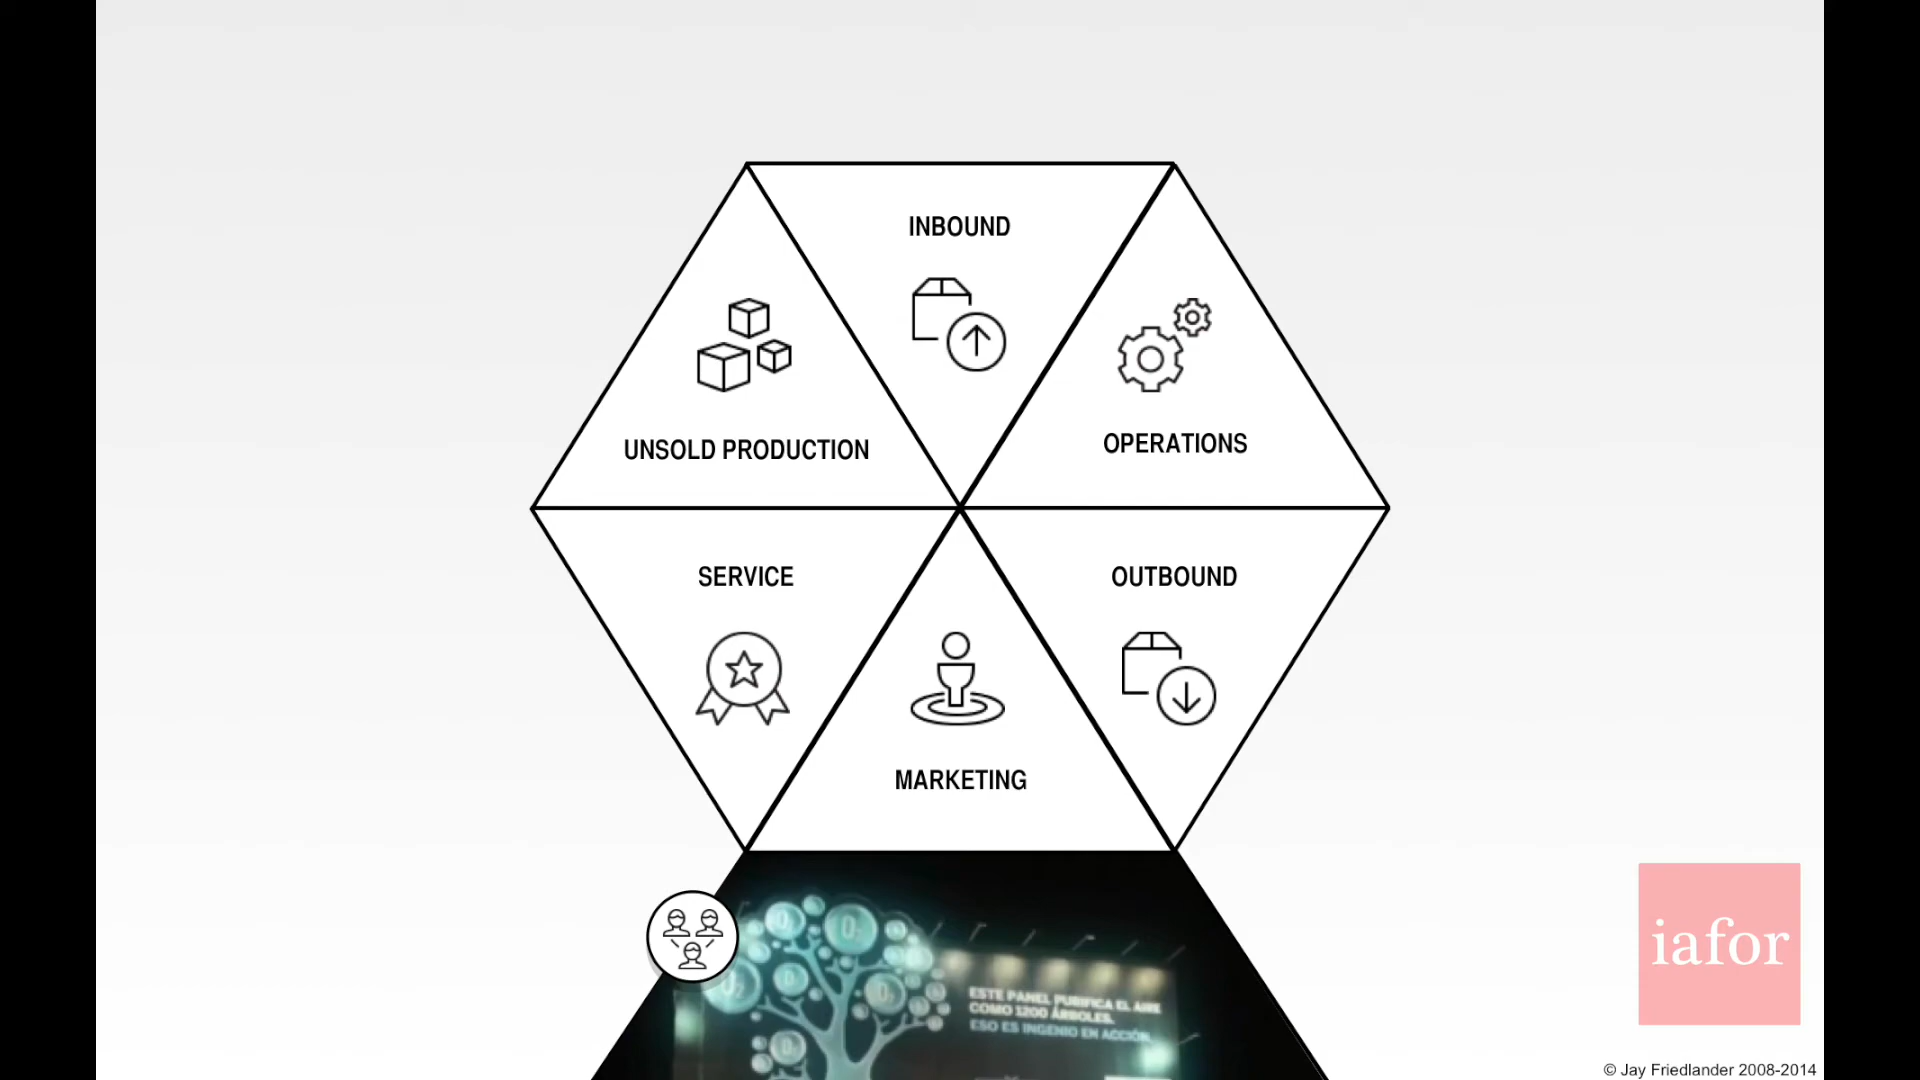 INBOUND
UNSOLD PRODUCTION
OPERATIONS
SERVICE
OUTBOUND
MARKETING
ESTE PANEL PURIFICA EL AIRE
COMO 1200 ÁRBOLES.
ESO ES INGENIO EN ACCIÓN.
iafor
© Jay Friedlander 2008-2014